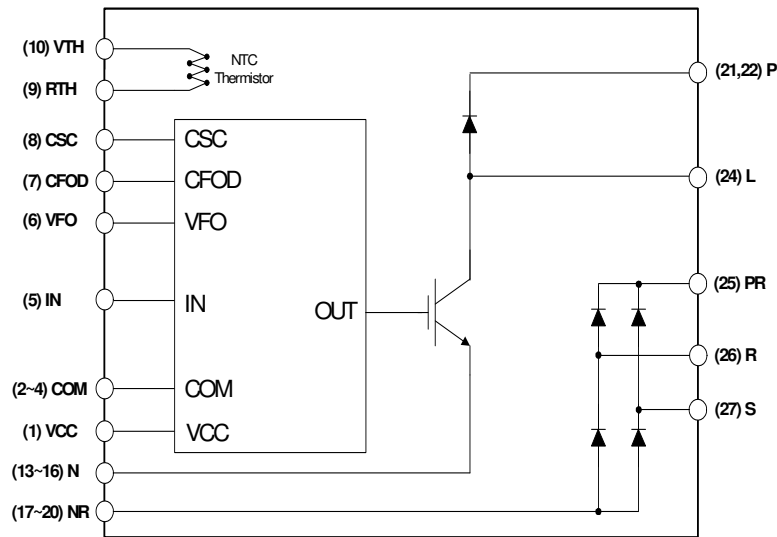 (10) VTH
NTC
Thermistor
(9) RTH
(8) CSC
(7) CFOD
(6) VFO
(5) IN
(2~4) COM
(1) VCC
(13~16) N
(17~20) NR
CSC
CFOD
VFO
IN
OUT
COM
VCC
(21,22) P
(24) L
(25) PR
(26) R
(27) S